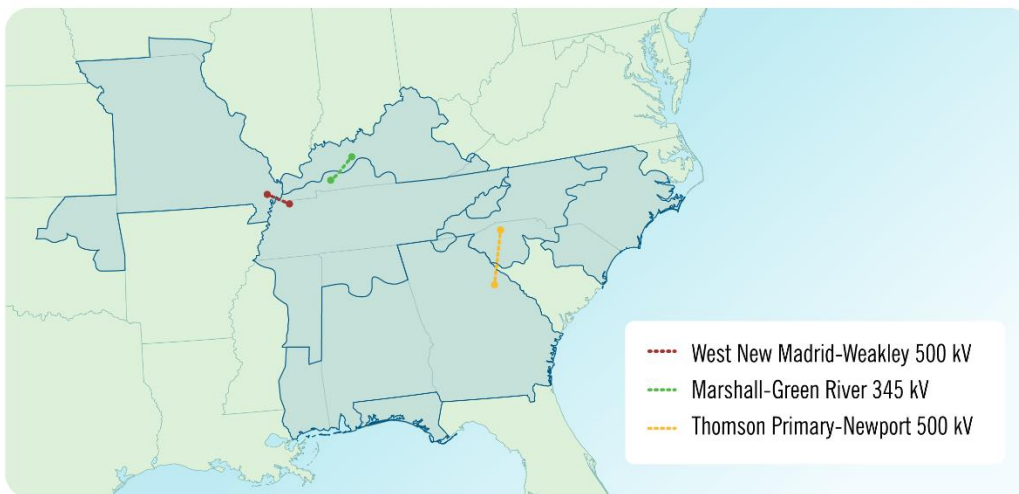 West New Madrid-Weakley 500 kV
Marshall-Green River 345 kV
Thomson Primary-Newport 500 kV